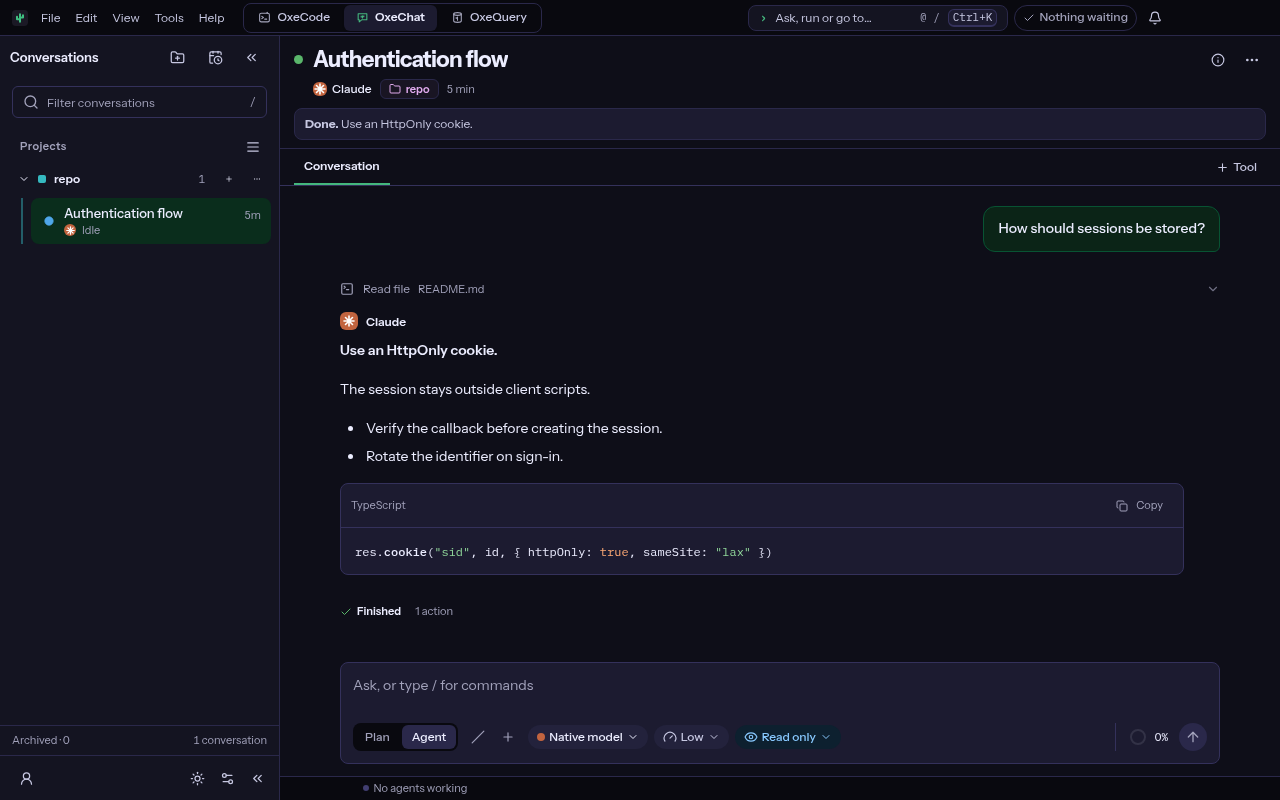 File Edit View Tools Help OxeCode OxeChat OxeQuery Ask, run or go to... @ / Ctrl+K Nothing waiting
Conversations
Filter conversations /
Projects
repo 1
Authentication flow 5m
Idle
Archived · 0 1 conversation
Authentication flow
Claude repo 5 min
Done. Use an HttpOnly cookie.
Conversation Tool
How should sessions be stored?
Read file README.md
Claude
Use an HttpOnly cookie.
The session stays outside client scripts.
• Verify the callback before creating the session.
• Rotate the identifier on sign-in.
TypeScript Copy
res.cookie("sid", id, { httpOnly: true, sameSite: "lax" })
Finished 1 action
Ask, or type / for commands
Plan Agent Native model Low Read only 0%
No agents working